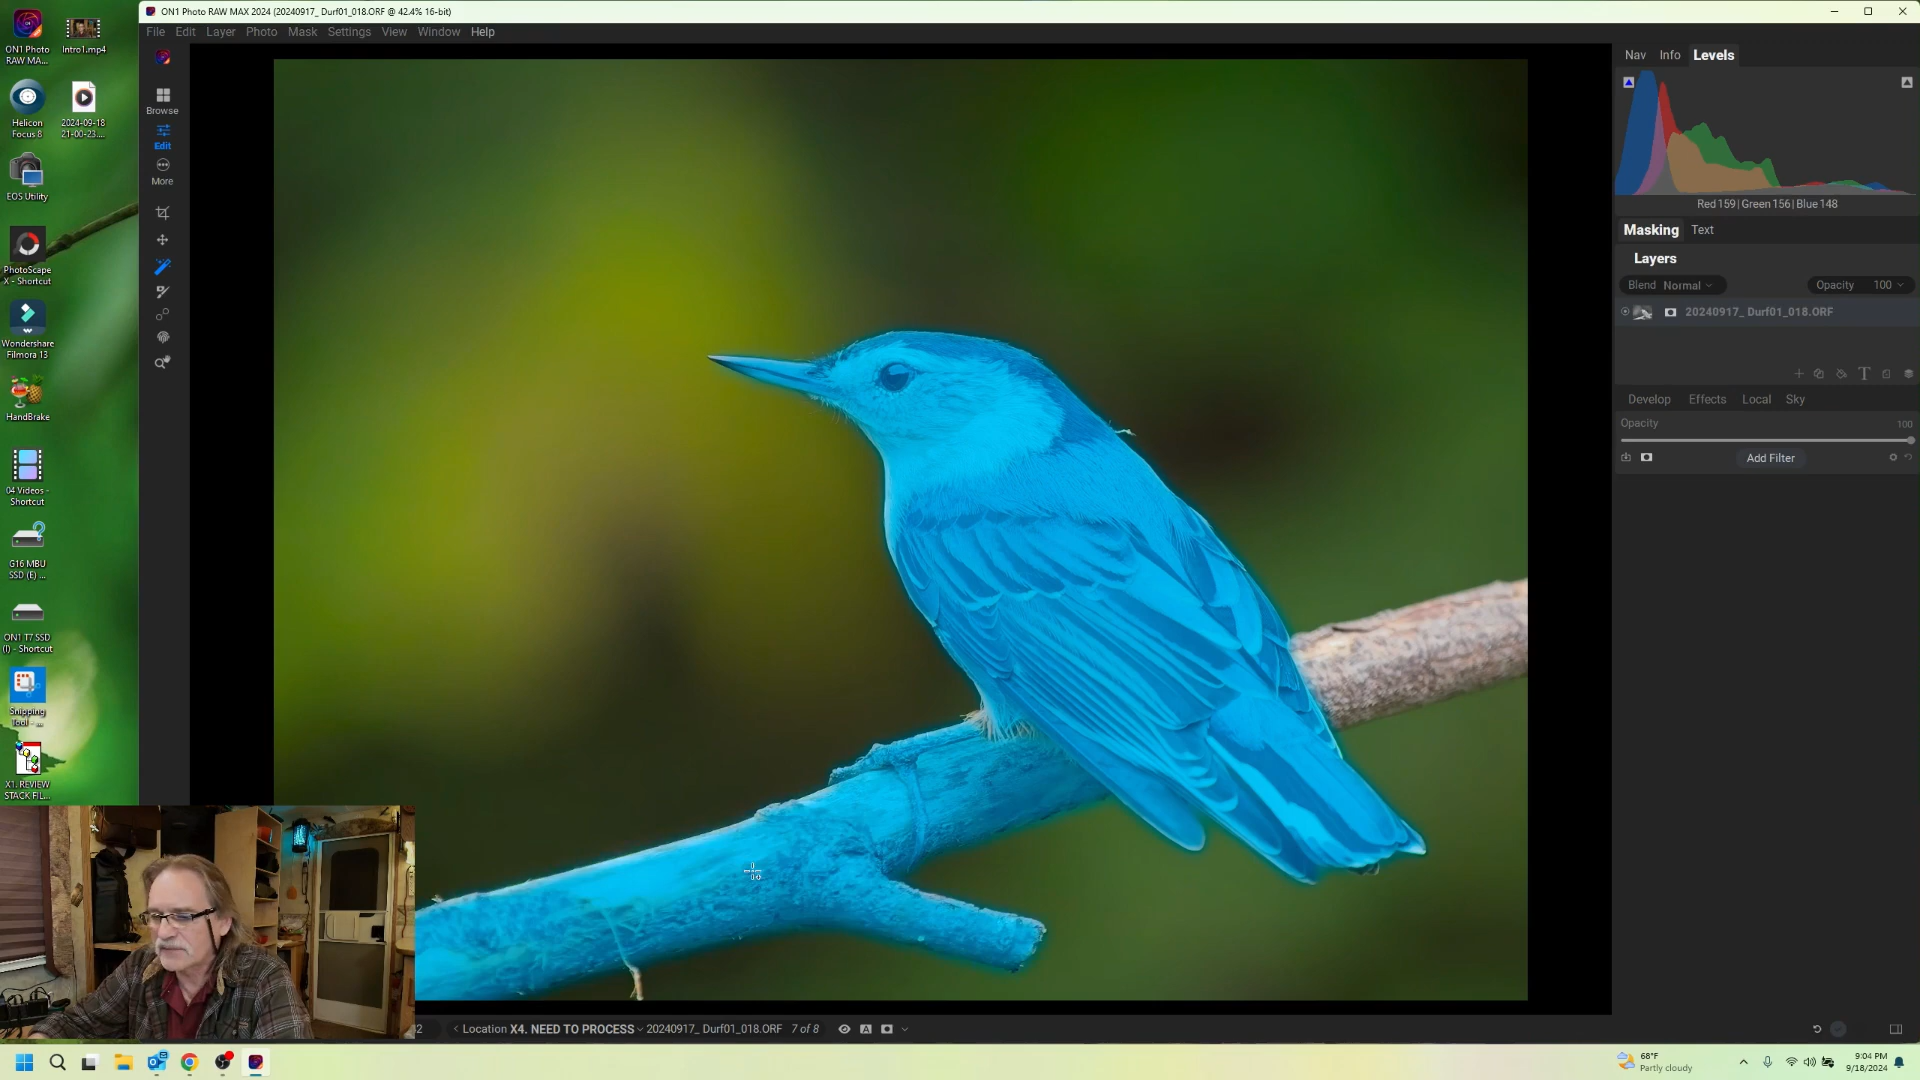 ON1 Photo RAW MAX 2024 (20240917_ Durf01_018.ORF @ 42.4% 16-bit)
File Edit Layer Photo Mask Settings View Window Help
ON1 Photo
RAW MA...
Intro1.mp4
Helicon
Focus 8
2024-09-18
21-00-23....
EOS Utility
PhotoScape
X - Shortcut
Wondershare
Filmora 13
HandBrake
04 Videos -
Shortcut
G16 MBU
SSD (E) ...
ON1 T7 SSD
(I) - Shortcut
Snipping
Tool - ...
X1. REVIEW
STACK FIL...
Browse
Edit
More
Nav Info Levels
Red 159 | Green 156 | Blue 148
Masking Text
Layers
Blend Normal Opacity 100
20240917_ Durf01_018.ORF
Develop Effects Local Sky
Opacity 100
Add Filter
2 < Location X4. NEED TO PROCESS 20240917_ Durf01_018.ORF 7 of 8
68°F
Partly cloudy
9:04 PM
9/18/2024